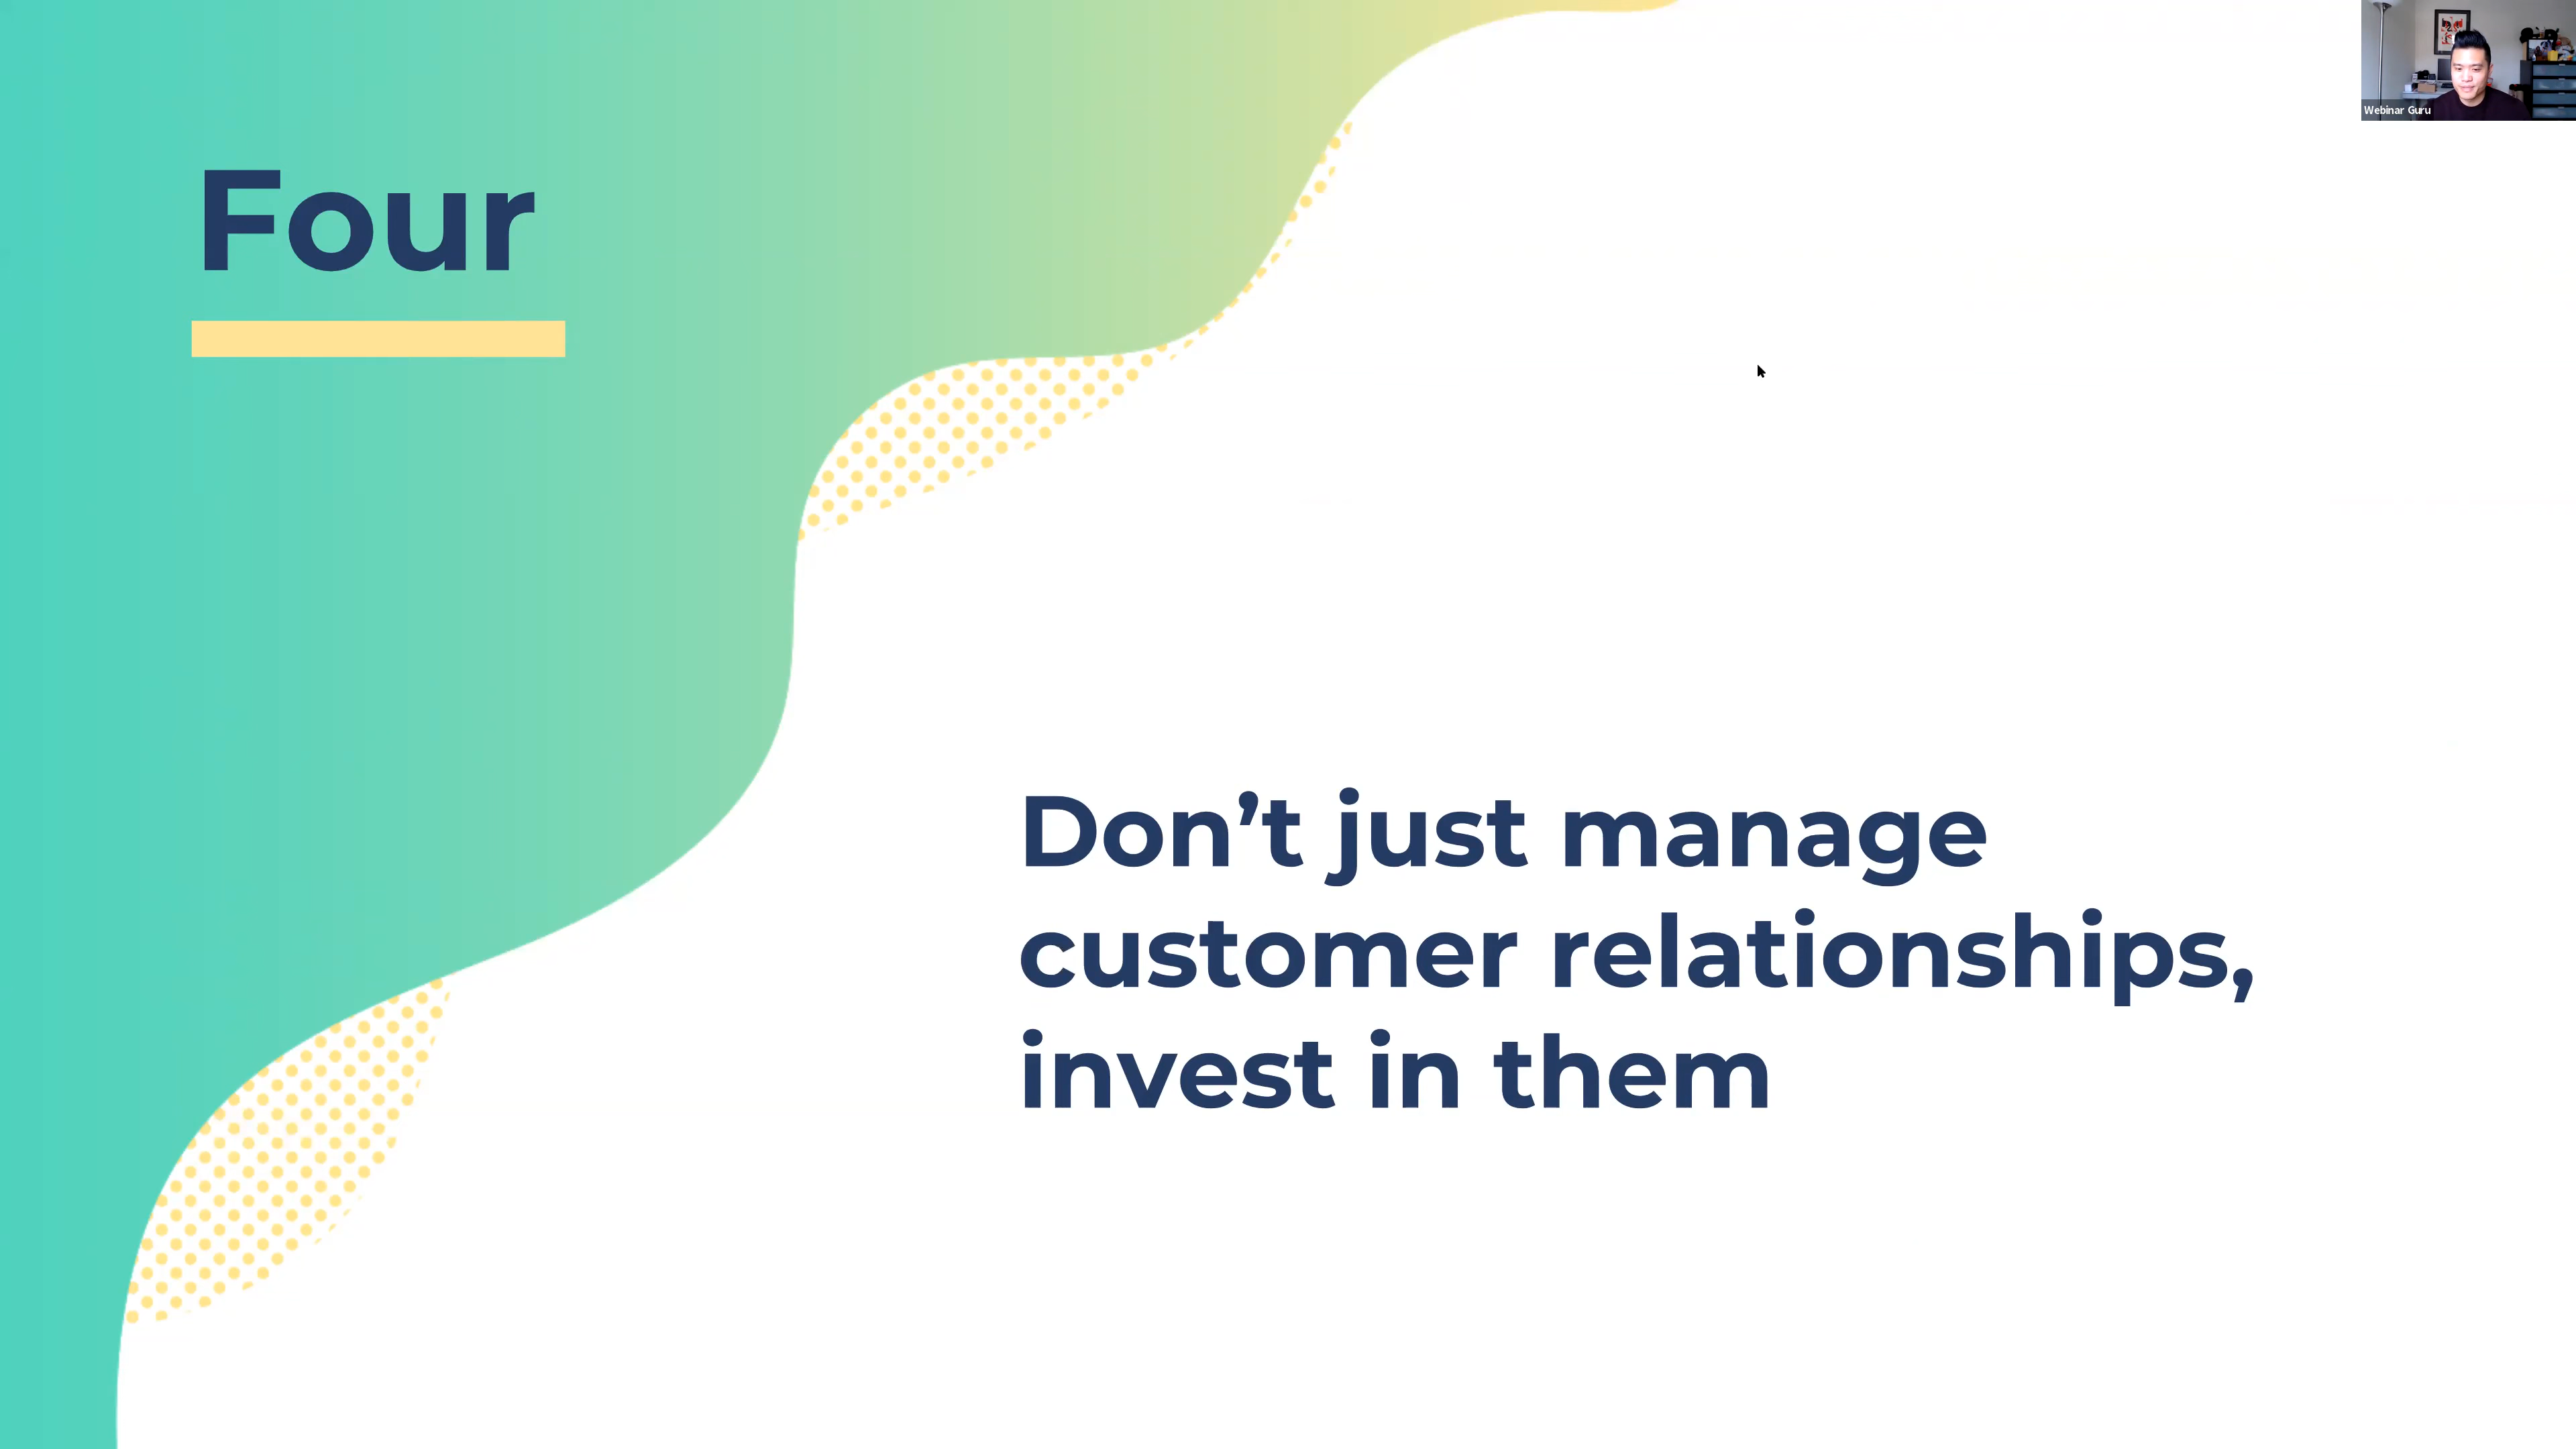 Webinar Guru
Four
Don’t just manage
customer relationships,
invest in them